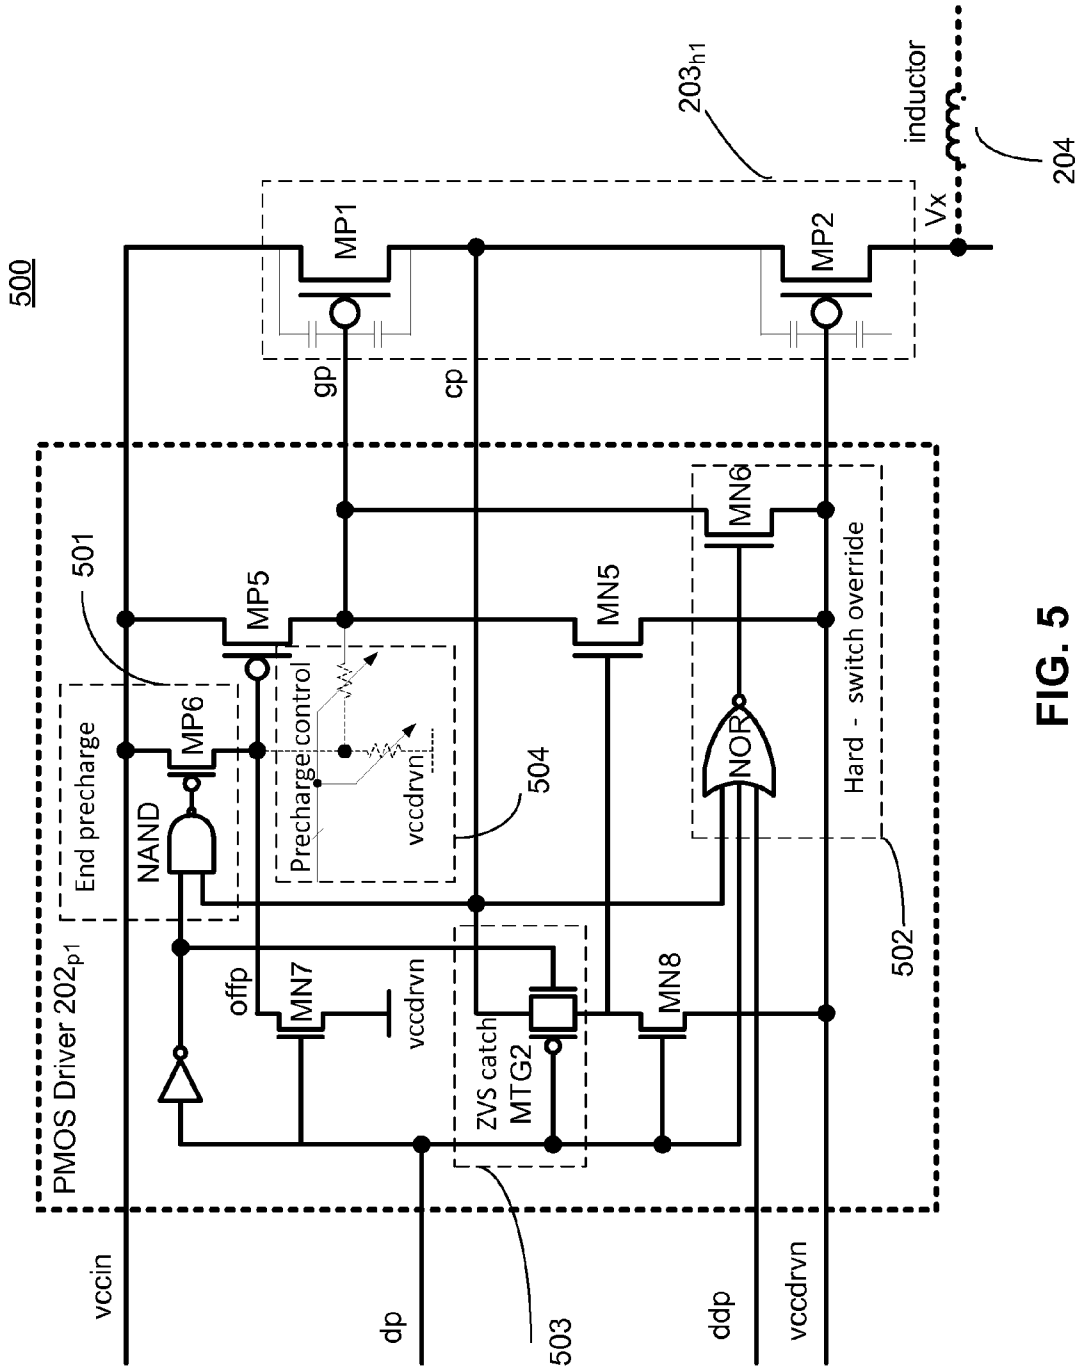 500
PMOS Driver 202p1
vccin
dp
ddp
vccdrvn
End precharge
NAND
MP6
501
offp
MN7
vccdrvn
Precharge control
vccdrvn
504
MP5
gp
cp
MP1
203h1
ZVS catch
MTG2
503
MN8
MN5
NOR
MN6
Hard - switch override
502
MP2
Vx
inductor
204
FIG. 5